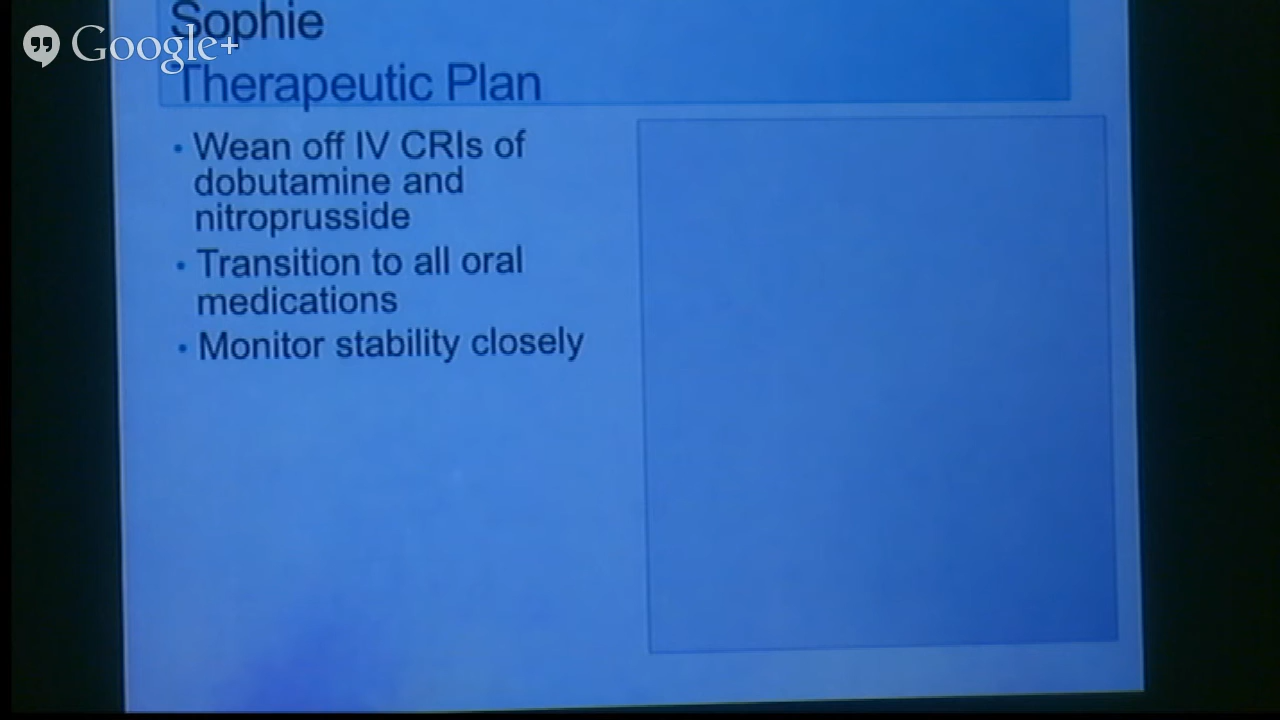 Google+
Sophie
Therapeutic Plan
• Wean off IV CRIs of
dobutamine and
nitroprusside
• Transition to all oral
medications
• Monitor stability closely